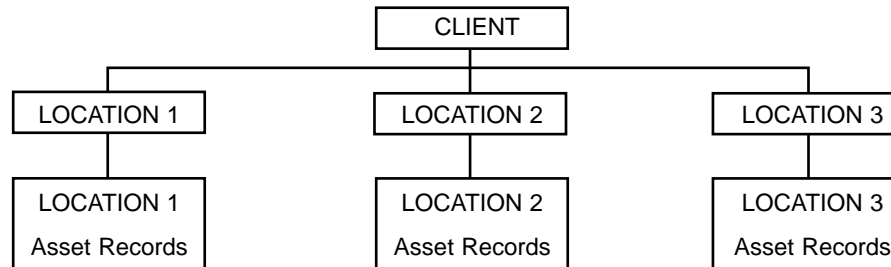 CLIENT
LOCATION 1
LOCATION 2
LOCATION 3
LOCATION 1
Asset Records
LOCATION 2
Asset Records
LOCATION 3
Asset Records